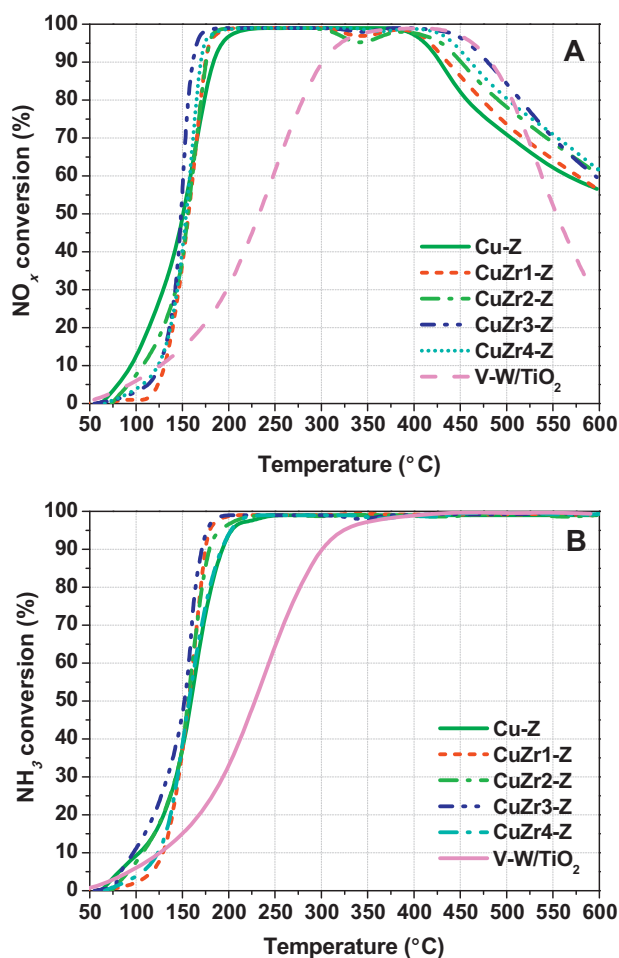 A
NOx conversion (%)
100
90
80
70
60
50
40
30
20
10
0
Cu-Z
CuZr1-Z
CuZr2-Z
CuZr3-Z
CuZr4-Z
V-W/TiO2
50 100 150 200 250 300 350 400 450 500 550 600
Temperature (°C)
B
NH3 conversion (%)
100
90
80
70
60
50
40
30
20
10
0
Cu-Z
CuZr1-Z
CuZr2-Z
CuZr3-Z
CuZr4-Z
V-W/TiO2
50 100 150 200 250 300 350 400 450 500 550 600
Temperature (°C)